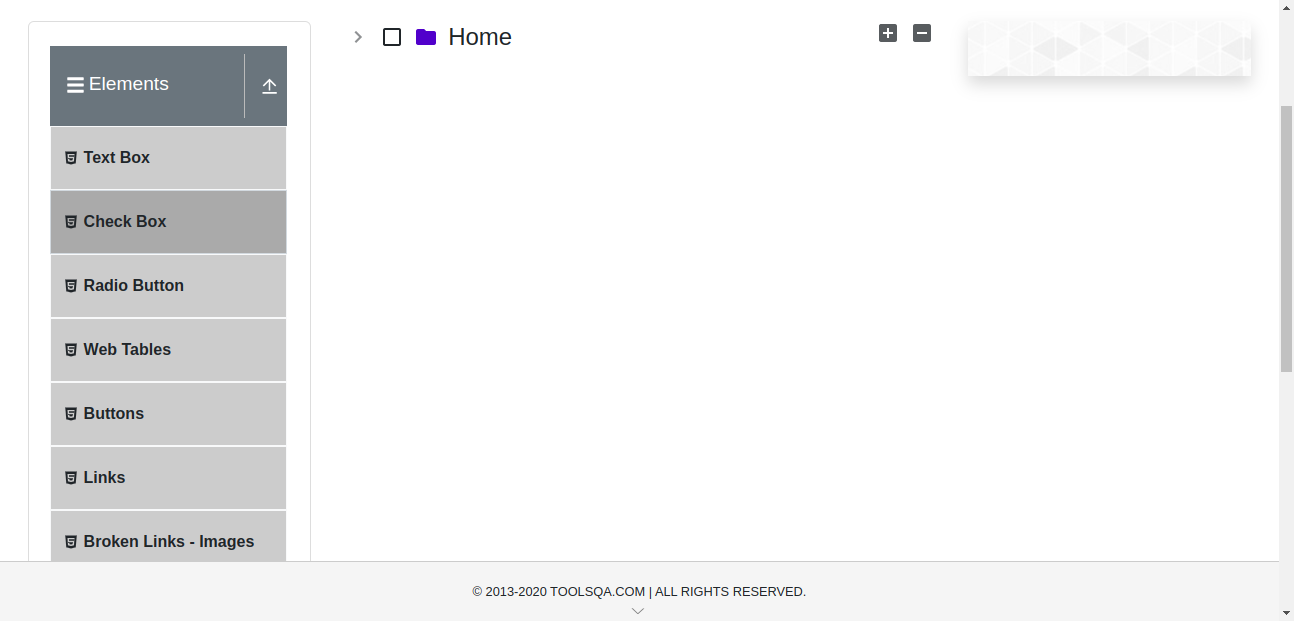 Elements
Text Box
Check Box
Radio Button
Web Tables
Buttons
Links
Broken Links - Images
Home
© 2013-2020 TOOLSQA.COM | ALL RIGHTS RESERVED.